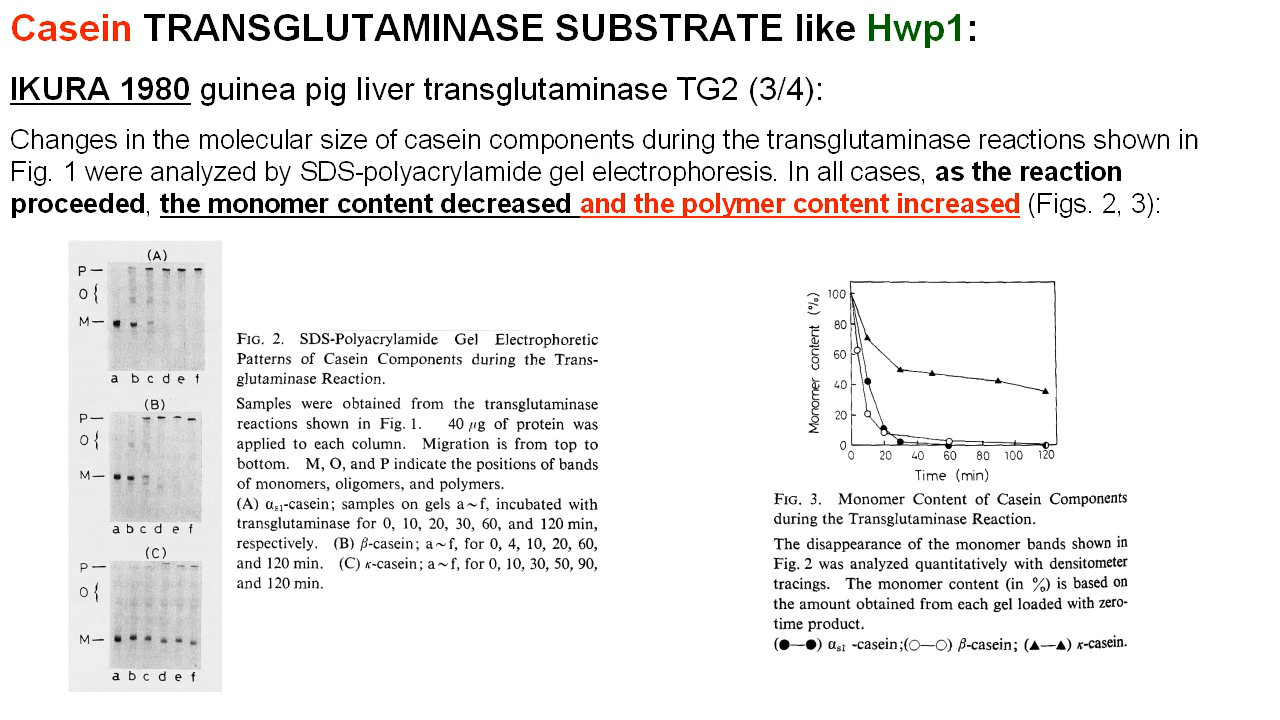 Casein TRANSGLUTAMINASE SUBSTRATE like Hwp1:
IKURA 1980 guinea pig liver transglutaminase TG2 (3/4):
Changes in the molecular size of casein components during the transglutaminase reactions shown in
Fig. 1 were analyzed by SDS-polyacrylamide gel electrophoresis. In all cases, as the reaction
proceeded, the monomer content decreased and the polymer content increased (Figs. 2, 3):
(A)
P
O {
M
a b c d e f
(B)
P
O {
M
a b c d e f
(C)
P
O {
M
a b c d e f
FIG. 2. SDS-Polyacrylamide Gel Electrophoretic
Patterns of Casein Components during the Trans-
glutaminase Reaction.
Samples were obtained from the transglutaminase
reactions shown in Fig. 1. 40 μg of protein was
applied to each column. Migration is from top to
bottom. M, O, and P indicate the positions of bands
of monomers, oligomers, and polymers.
(A) αs1-casein; samples on gels a~f, incubated with
transglutaminase for 0, 10, 20, 30, 60, and 120 min,
respectively. (B) β-casein; a~f, for 0, 4, 10, 20, 60,
and 120 min. (C) κ-casein; a~f, for 0, 10, 30, 50, 90,
and 120 min.
Monomer content (%)
100
80
60
40
20
0
0 20 40 60 80 100 120
Time (min)
FIG. 3. Monomer Content of Casein Components
during the Transglutaminase Reaction.
The disappearance of the monomer bands shown in
Fig. 2 was analyzed quantitatively with densitometer
tracings. The monomer content (in %) is based on
the amount obtained from each gel loaded with zero-
time product.
(●—●) αs1 -casein;(○—○) β-casein; (▲—▲) κ-casein.